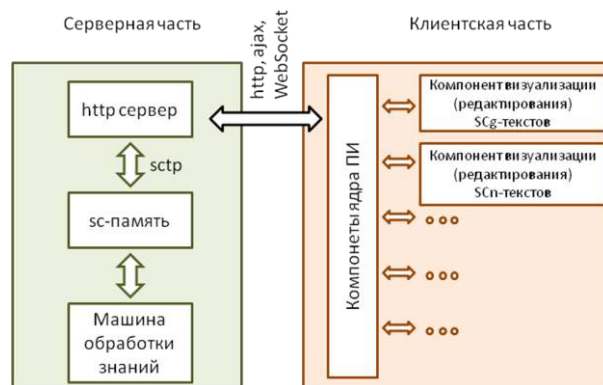 Серверная часть
http, ajax,
WebSocket
Клиентская часть
http сервер
sctp
sc-память
Машина
обработки
знаний
Компонеты ядра ПИ
Компонент визуализации
(редактирования)
SCg-текстов
Компонент визуализации
(редактирования)
SCn-текстов